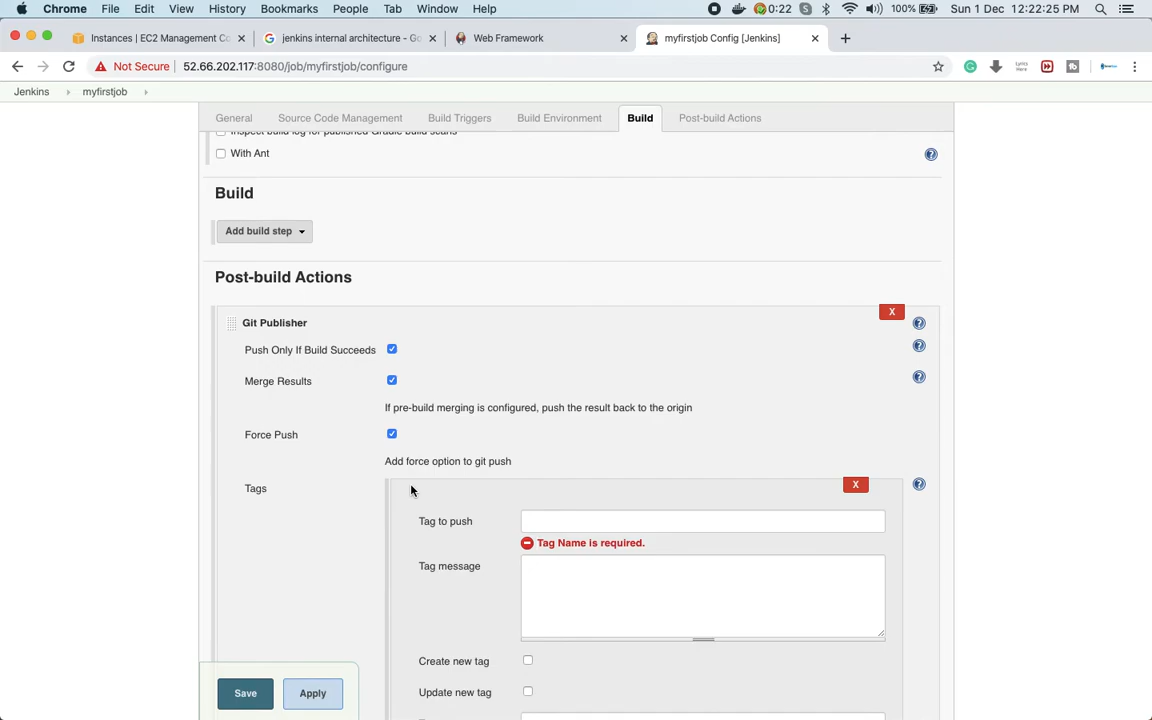 Chrome File Edit View History Bookmarks People Tab Window Help 0:22 100% Sun 1 Dec 12:22:25 PM
Instances | EC2 Management Co
jenkins internal architecture - Go
Web Framework
myfirstjob Config [Jenkins]
Not Secure 52.66.202.117:8080/job/myfirstjob/configure
Jenkins myfirstjob
General Source Code Management Build Triggers Build Environment Build Post-build Actions
Inspect build log for published Gradle build scans
With Ant
Build
Add build step
Post-build Actions
X
Git Publisher
Push Only If Build Succeeds
Merge Results
If pre-build merging is configured, push the result back to the origin
Force Push
Add force option to git push
Tags
X
Tag to push
Tag Name is required.
Tag message
Create new tag
Update new tag
Save Apply